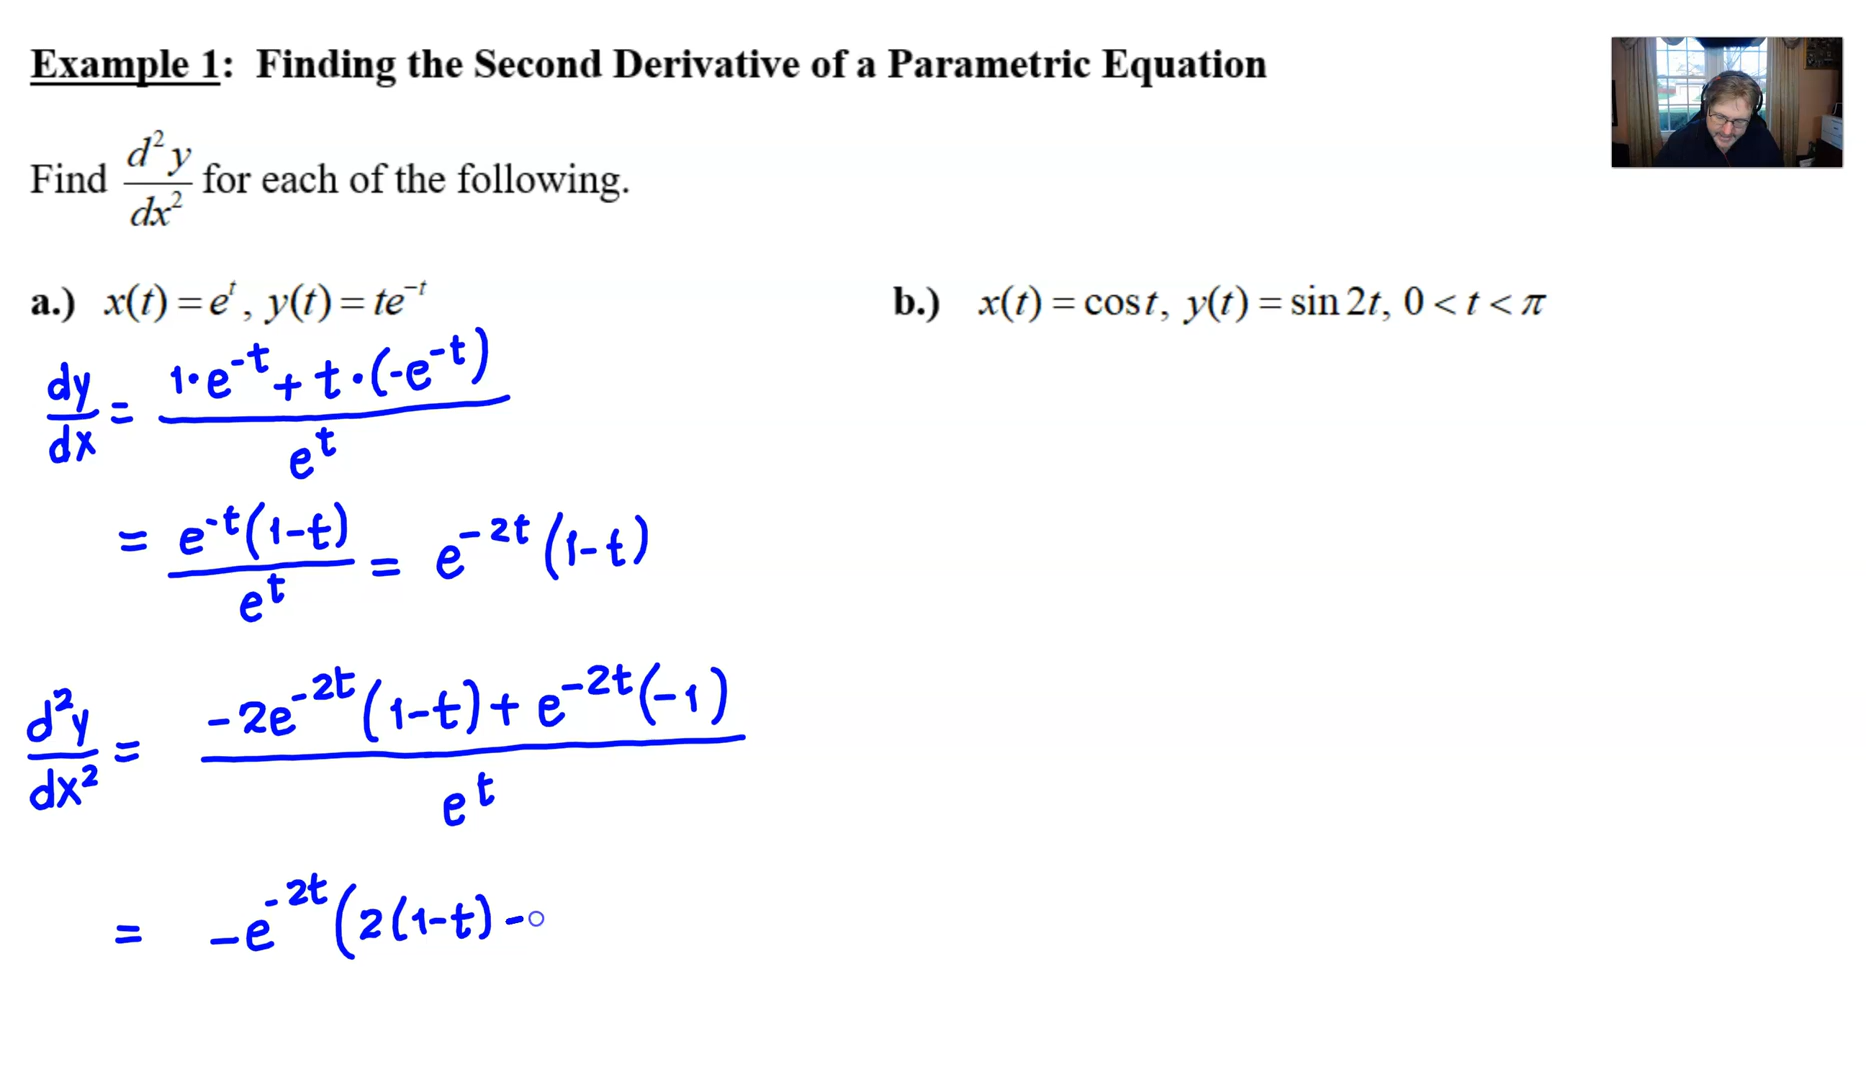 Example 1: Finding the Second Derivative of a Parametric Equation
Find d²y/dx² for each of the following.
a.) x(t) = eᵗ, y(t) = te⁻ᵗ
dy/dx = (1·e^(-t) + t·(-e^(-t)))/e^t
= e^(-t)(1-t)/e^t = e^(-2t)(1-t)
d²y/dx² = (-2e^(-2t)(1-t) + e^(-2t)(-1))/e^t
= -e^(-2t)(2(1-t) -
b.) x(t) = cos t, y(t) = sin 2t, 0 < t < π